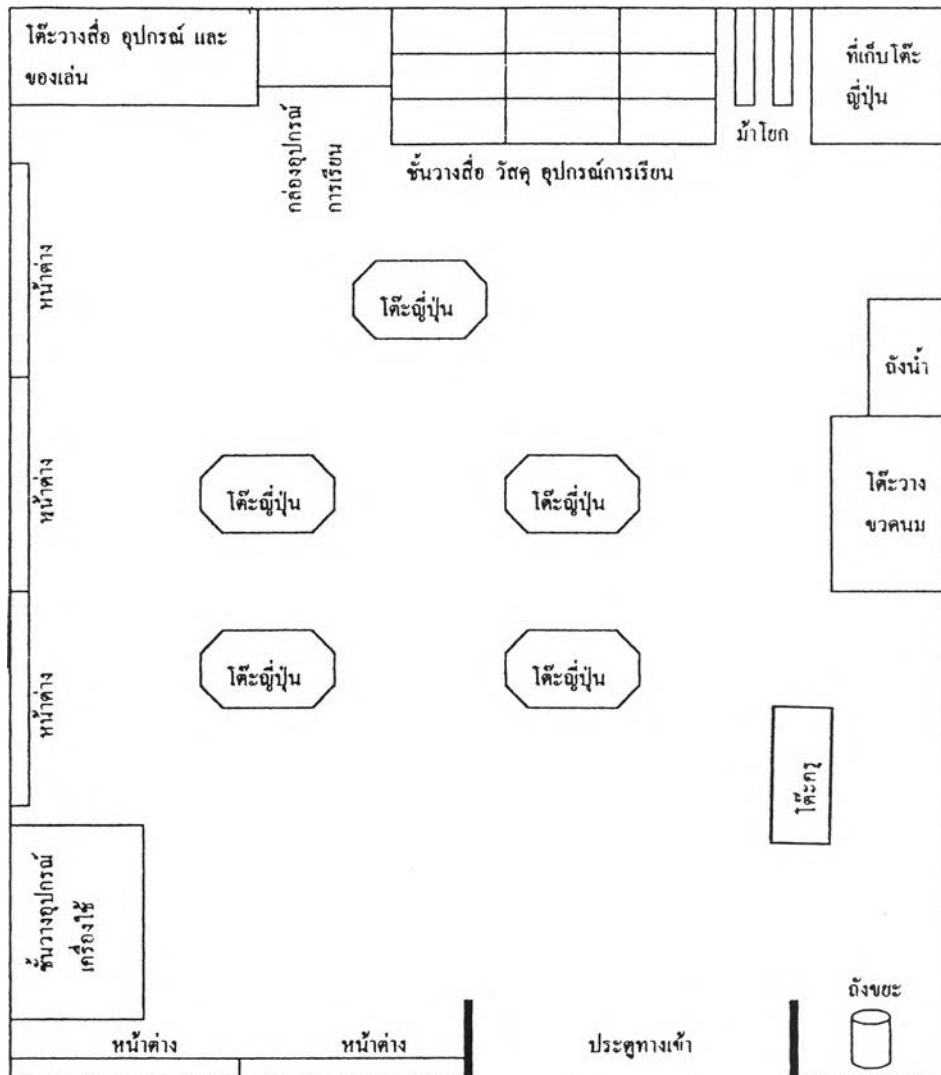 โต๊ะวางสื่อ อุปกรณ์ และ
ของเล่น
กล่องอุปกรณ์
การเรียน
ชั้นวางสื่อ วัสดุ อุปกรณ์การเรียน
ม้าโยก
ที่เก็บโต๊ะ
ญี่ปุ่น
หน้าต่าง
โต๊ะญี่ปุ่น
ถังน้ำ
หน้าต่าง
โต๊ะญี่ปุ่น
โต๊ะญี่ปุ่น
โต๊ะวาง
ขวดนม
หน้าต่าง
โต๊ะญี่ปุ่น
โต๊ะญี่ปุ่น
โต๊ะครู
ชั้นวางอุปกรณ์
เครื่องใช้
หน้าต่าง
หน้าต่าง
ประตูทางเข้า
ถังขยะ